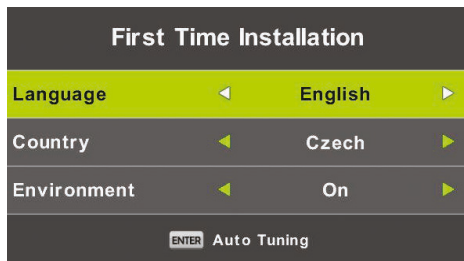 First Time Installation
Language English
Country Czech
Environment On
ENTER Auto Tuning